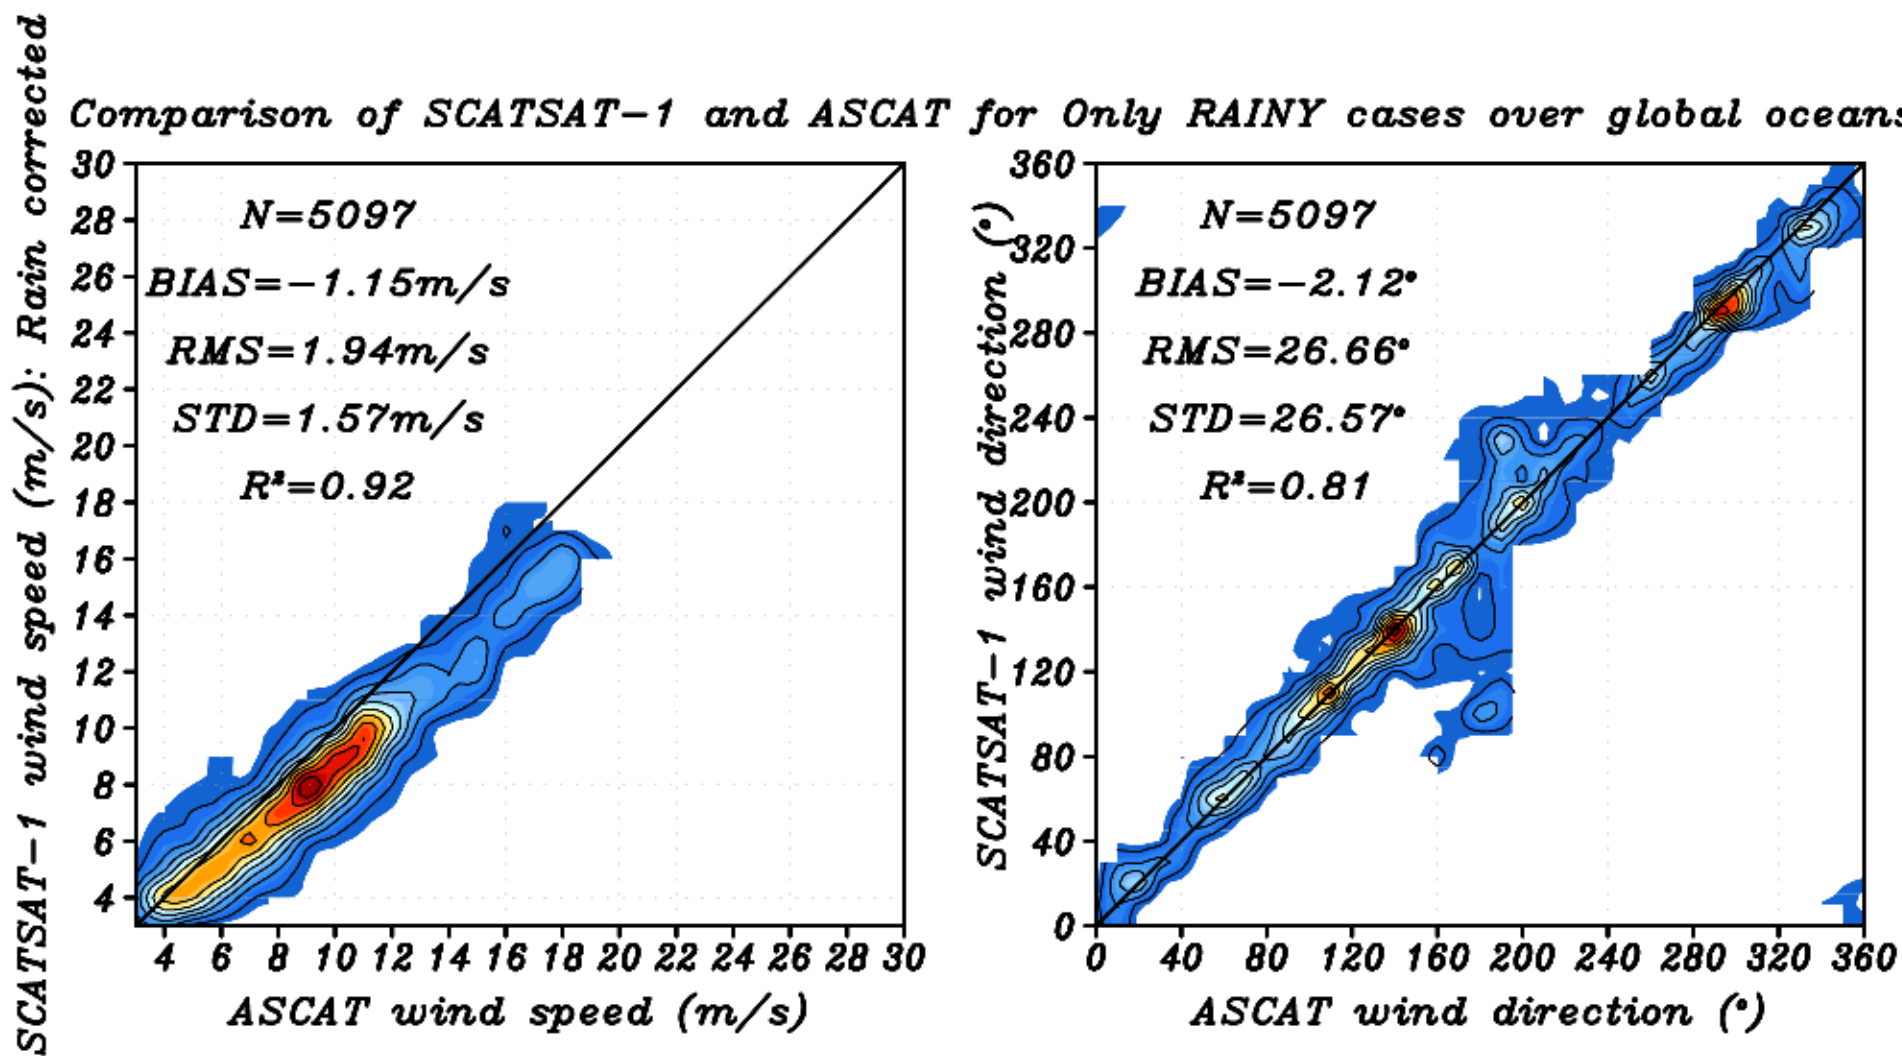 Comparison of SCATSAT-1 and ASCAT for Only RAINY cases over global oceans
SCATSAT-1 wind speed (m/s): Rain corrected
30
28
26
24
22
20
18
16
14
12
10
8
6
4
N=5097
BIAS=-1.15m/s
RMS=1.94m/s
STD=1.57m/s
R²=0.92
4 6 8 10 12 14 16 18 20 22 24 26 28 30
ASCAT wind speed (m/s)
SCATSAT-1 wind direction (°)
360
320
280
240
200
160
120
80
40
0
N=5097
BIAS=-2.12°
RMS=26.66°
STD=26.57°
R²=0.81
0 40 80 120 160 200 240 280 320 360
ASCAT wind direction (°)